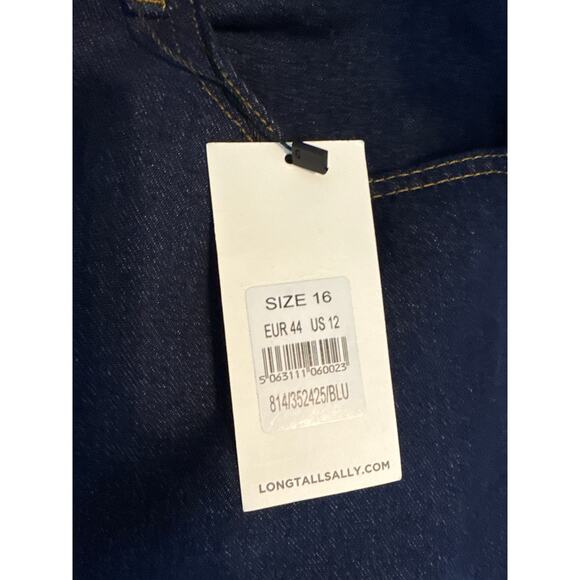 SIZE 16
EUR 44 US 12
5 063111 060023
814/352425/BLU
LONGTALLSALLY.COM